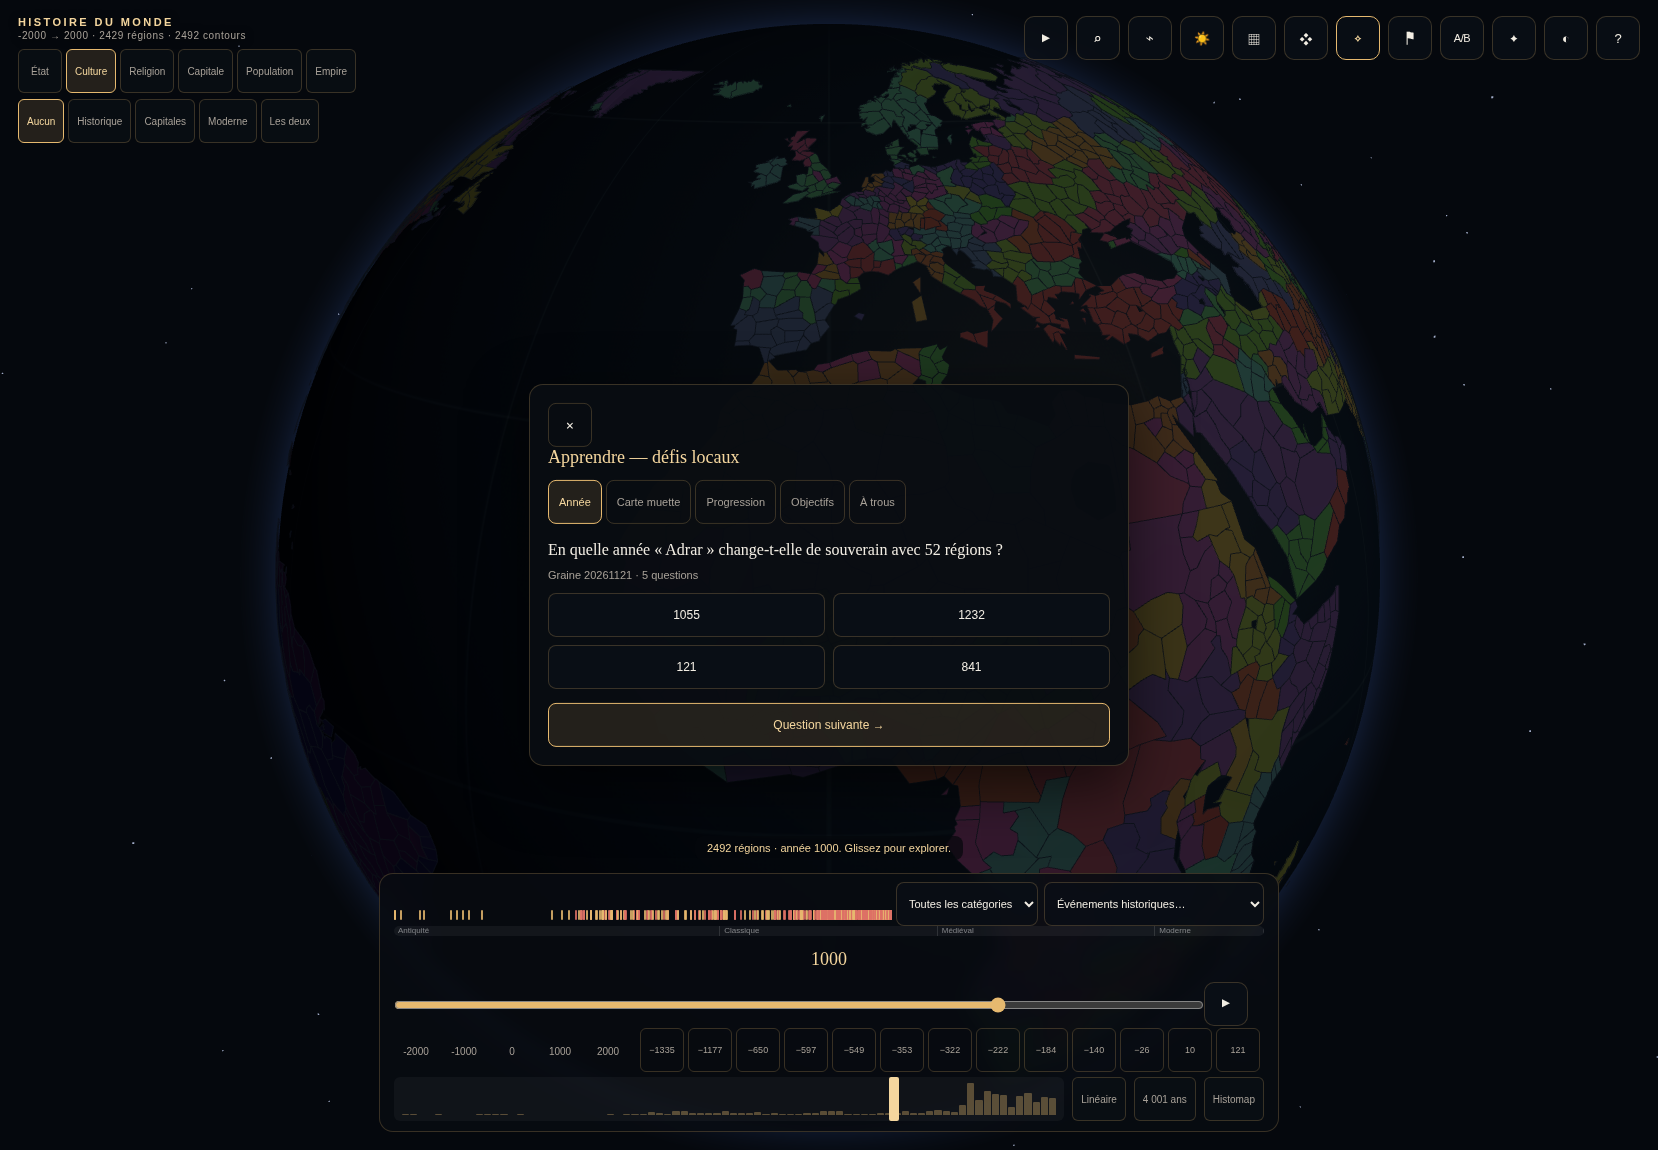 HISTOIRE DU MONDE
-2000 → 2000 · 2429 régions · 2492 contours
État Culture Religion Capitale Population Empire
Aucun Historique Capitales Moderne Les deux
A/B ?
×
Apprendre — défis locaux
Année Carte muette Progression Objectifs À trous
En quelle année « Adrar » change-t-elle de souverain avec 52 régions ?
Graine 20261121 · 5 questions
1055 1232
121 841
Question suivante →
2492 régions · année 1000. Glissez pour explorer.
Toutes les catégories Événements historiques…
Antiquité Classique Médiéval Moderne
1000
-2000 -1000 0 1000 2000 −1335 −1177 −650 −597 −549 −353 −322 −222 −184 −140 −26 10 121
Linéaire 4 001 ans Histomap